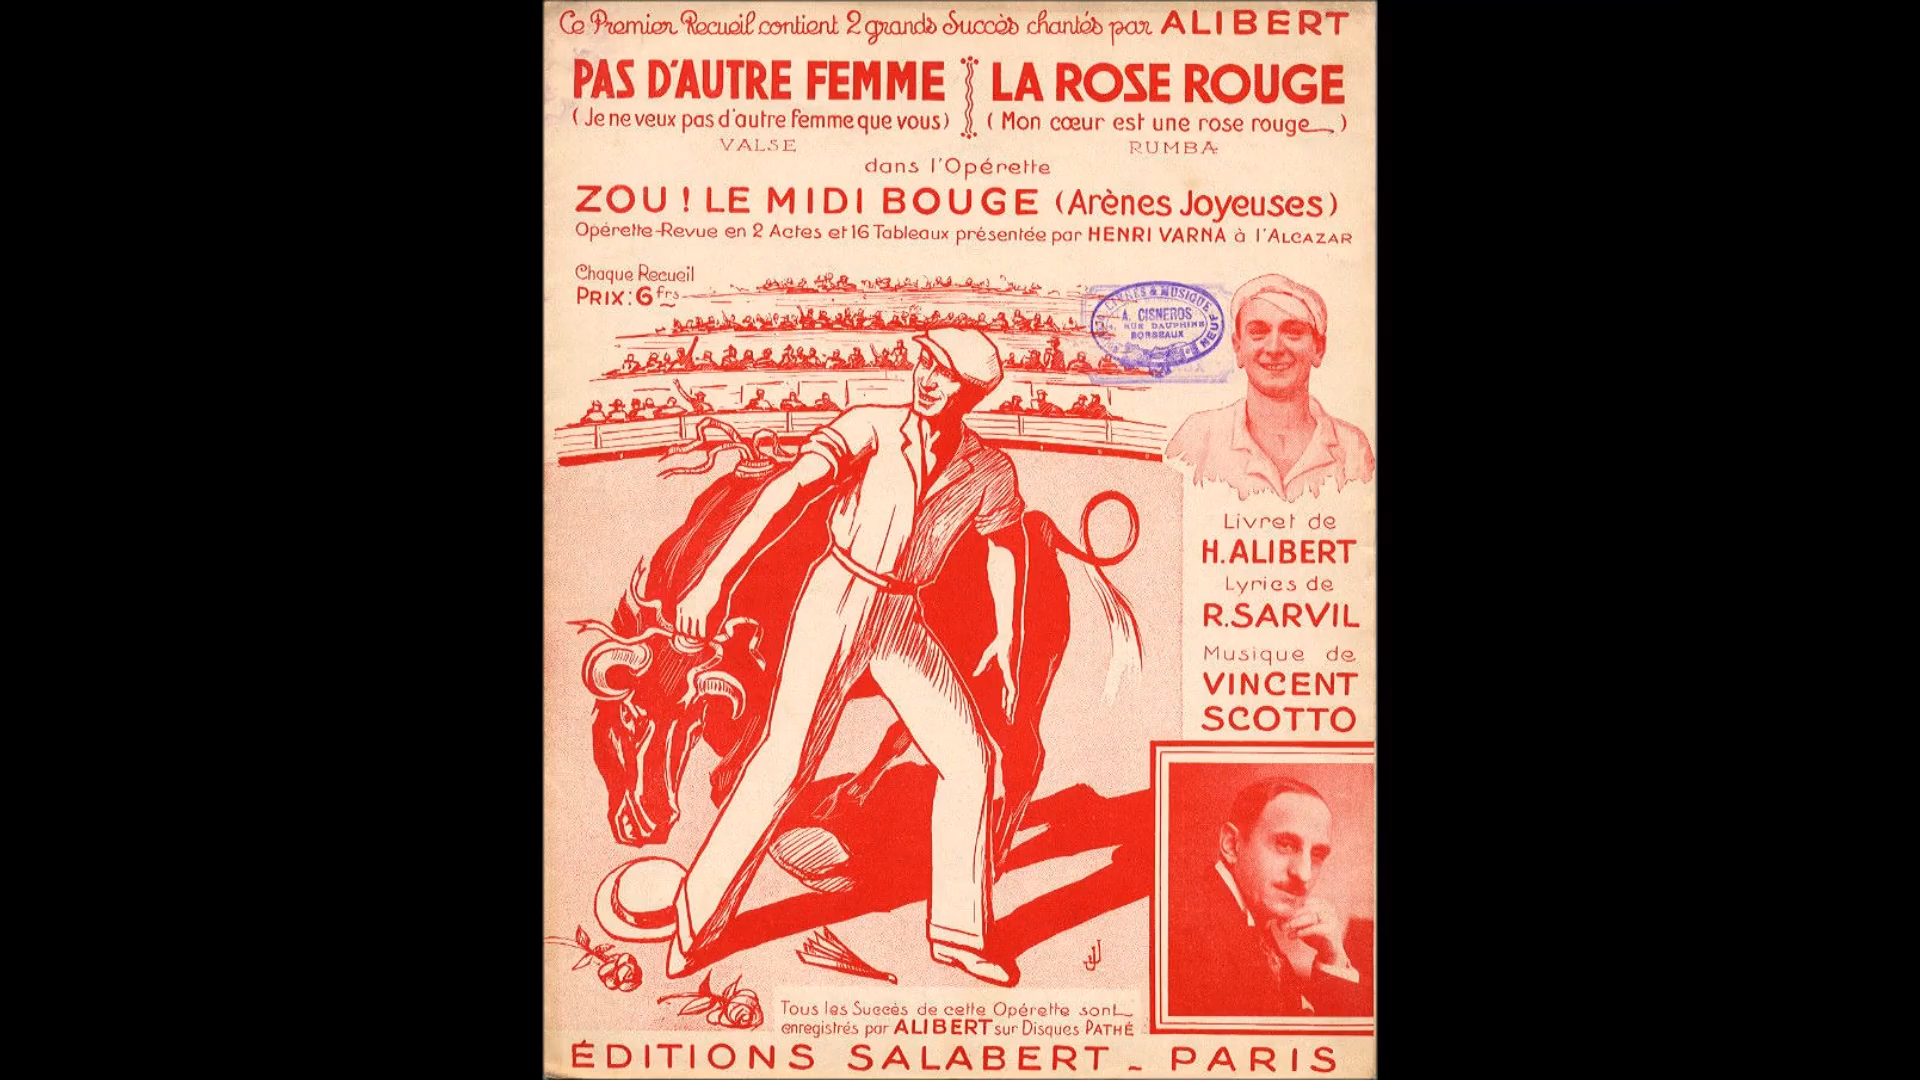 Ce Premier Recueil contient 2 grands Succès chantés par ALIBERT
PAS D'AUTRE FEMME
(Je ne veux pas d'autre femme que vous)
VALSE
LA ROSE ROUGE
(Mon cœur est une rose rouge)
RUMBA
dans l'Opérette
ZOU! LE MIDI BOUGE (Arènes Joyeuses)
Opérette-Revue en 2 Actes et 16 Tableaux présentée par HENRI VARNA à l'ALCAZAR
Chaque Recueil
PRIX: 6 frs
LIVRES & MUSIQUE
A. CISNEROS
RUE DAUPHINE
BORDEAUX
NEUF
Livret de
H. ALIBERT
Lyrics de
R. SARVIL
Musique de
VINCENT
SCOTTO
JJ
Tous les Succès de cette Opérette sont
enregistrés par ALIBERT sur Disques PATHÉ
ÉDITIONS SALABERT - PARIS